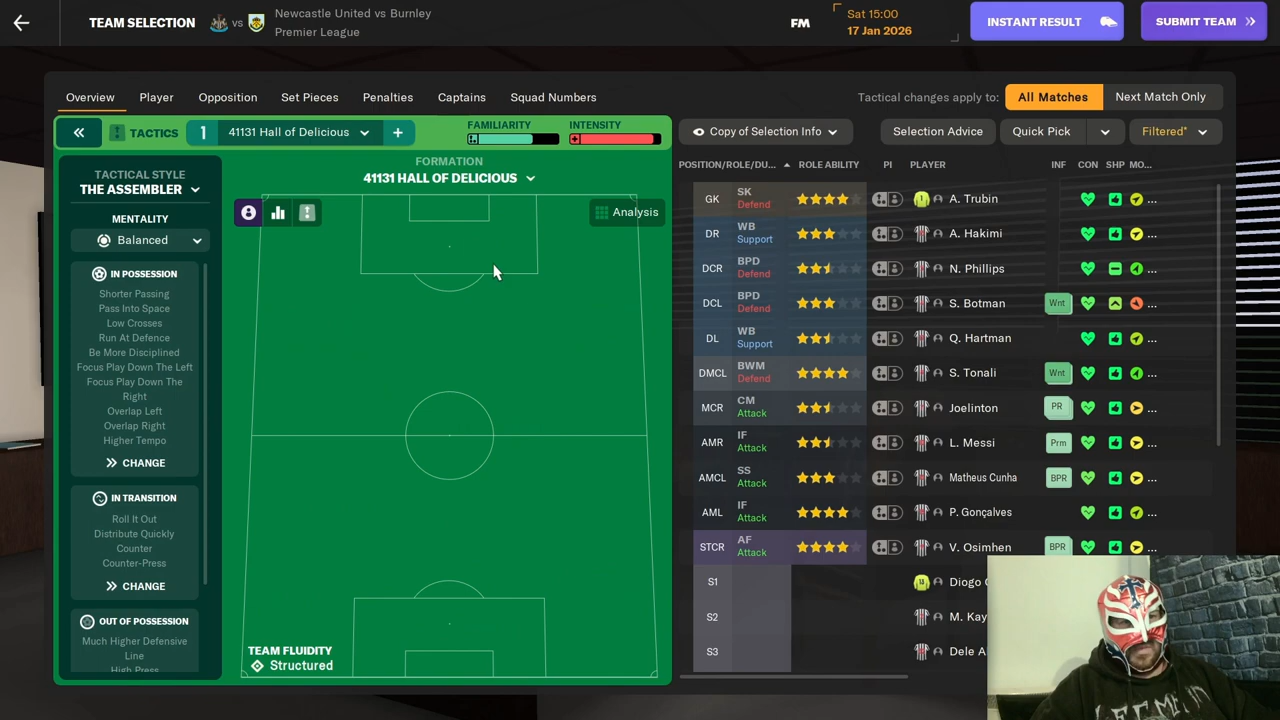 TEAM SELECTION
vs
Newcastle United vs Burnley
Premier League
FM
Sat 15:00
17 Jan 2026
INSTANT RESULT
SUBMIT TEAM
Overview
Player
Opposition
Set Pieces
Penalties
Captains
Squad Numbers
Tactical changes apply to:
All Matches
Next Match Only
TACTICS
1
41131 Hall of Delicious
+
FAMILIARITY
INTENSITY
Copy of Selection Info
Selection Advice
Quick Pick
Filtered*
TACTICAL STYLE
THE ASSEMBLER
MENTALITY
Balanced
IN POSSESSION
Shorter Passing
Pass Into Space
Low Crosses
Run At Defence
Be More Disciplined
Focus Play Down The Left
Focus Play Down The
Right
Overlap Left
Overlap Right
Higher Tempo
CHANGE
IN TRANSITION
Roll It Out
Distribute Quickly
Counter
Counter-Press
CHANGE
OUT OF POSSESSION
Much Higher Defensive
Line
High Press
FORMATION
41131 HALL OF DELICIOUS
Analysis
TEAM FLUIDITY
Structured
POSITION/ROLE/DU... ROLE ABILITY PI PLAYER INF CON SHP MO...
GK SK Defend A. Trubin ...
DR WB Support A. Hakimi ...
DCR BPD Defend N. Phillips ...
DCL BPD Defend S. Botman Wnt ...
DL WB Support Q. Hartman ...
DMCL BWM Defend S. Tonali Wnt ...
MCR CM Attack Joelinton PR ...
AMR IF Attack L. Messi Prm ...
AMCL SS Attack Matheus Cunha BPR ...
AML IF Attack P. Gonçalves ...
STCR AF Attack V. Osimhen BPR ...
S1 Diogo
S2 M. Kay
S3 Dele